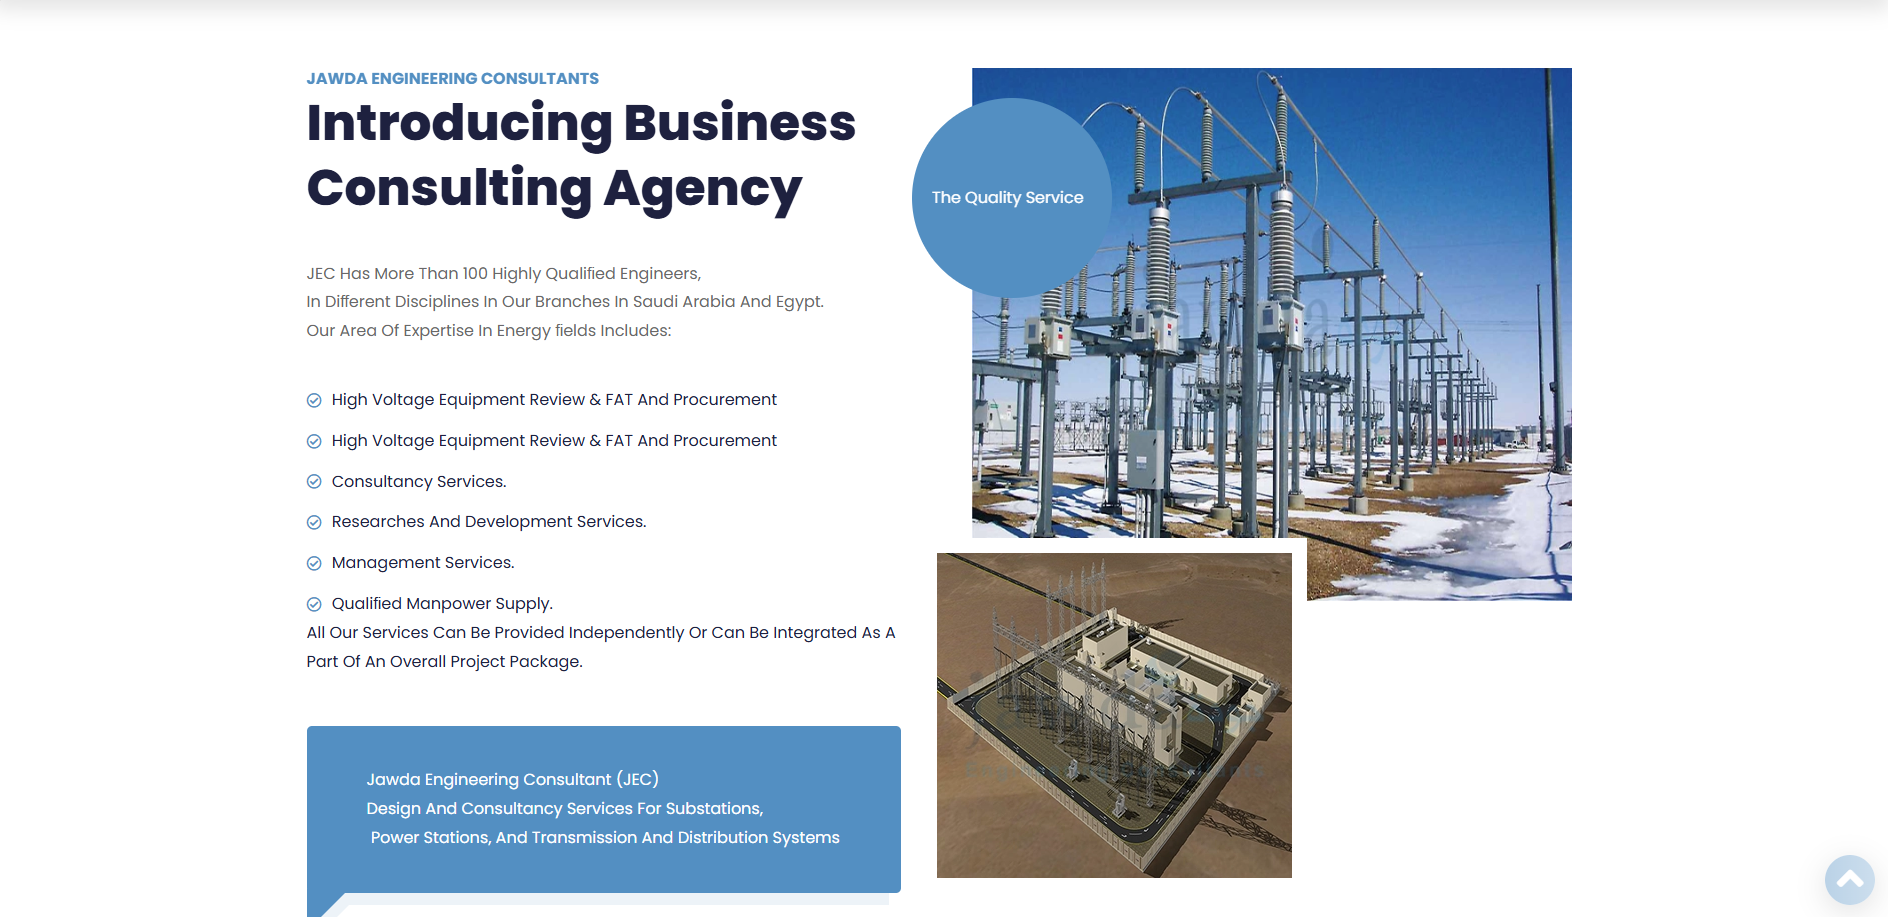 JAWDA ENGINEERING CONSULTANTS
Introducing Business
Consulting Agency
JEC Has More Than 100 Highly Qualified Engineers,
In Different Disciplines In Our Branches In Saudi Arabia And Egypt.
Our Area Of Expertise In Energy fields Includes:
High Voltage Equipment Review & FAT And Procurement
High Voltage Equipment Review & FAT And Procurement
Consultancy Services.
Researches And Development Services.
Management Services.
Qualified Manpower Supply.
All Our Services Can Be Provided Independently Or Can Be Integrated As A
Part Of An Overall Project Package.
Jawda Engineering Consultant (JEC)
Design And Consultancy Services For Substations,
Power Stations, And Transmission And Distribution Systems
The Quality Service